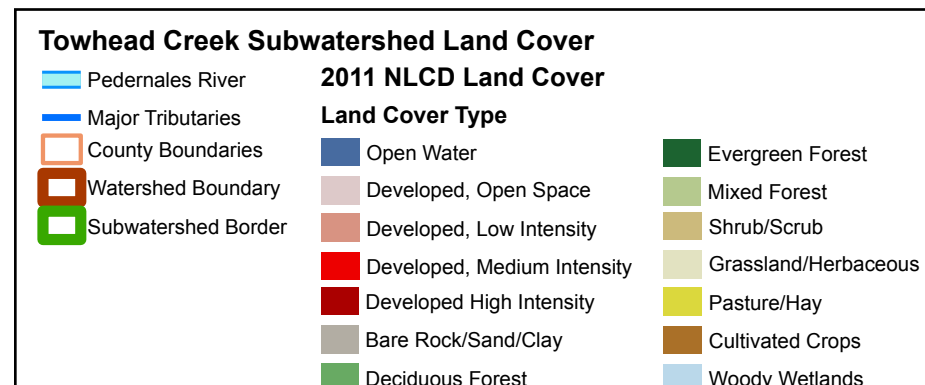 Towhead Creek Subwatershed Land Cover
Pedernales River
Major Tributaries
County Boundaries
Watershed Boundary
Subwatershed Border
2011 NLCD Land Cover
Land Cover Type
Open Water
Developed, Open Space
Developed, Low Intensity
Developed, Medium Intensity
Developed High Intensity
Bare Rock/Sand/Clay
Deciduous Forest
Evergreen Forest
Mixed Forest
Shrub/Scrub
Grassland/Herbaceous
Pasture/Hay
Cultivated Crops
Woody Wetlands